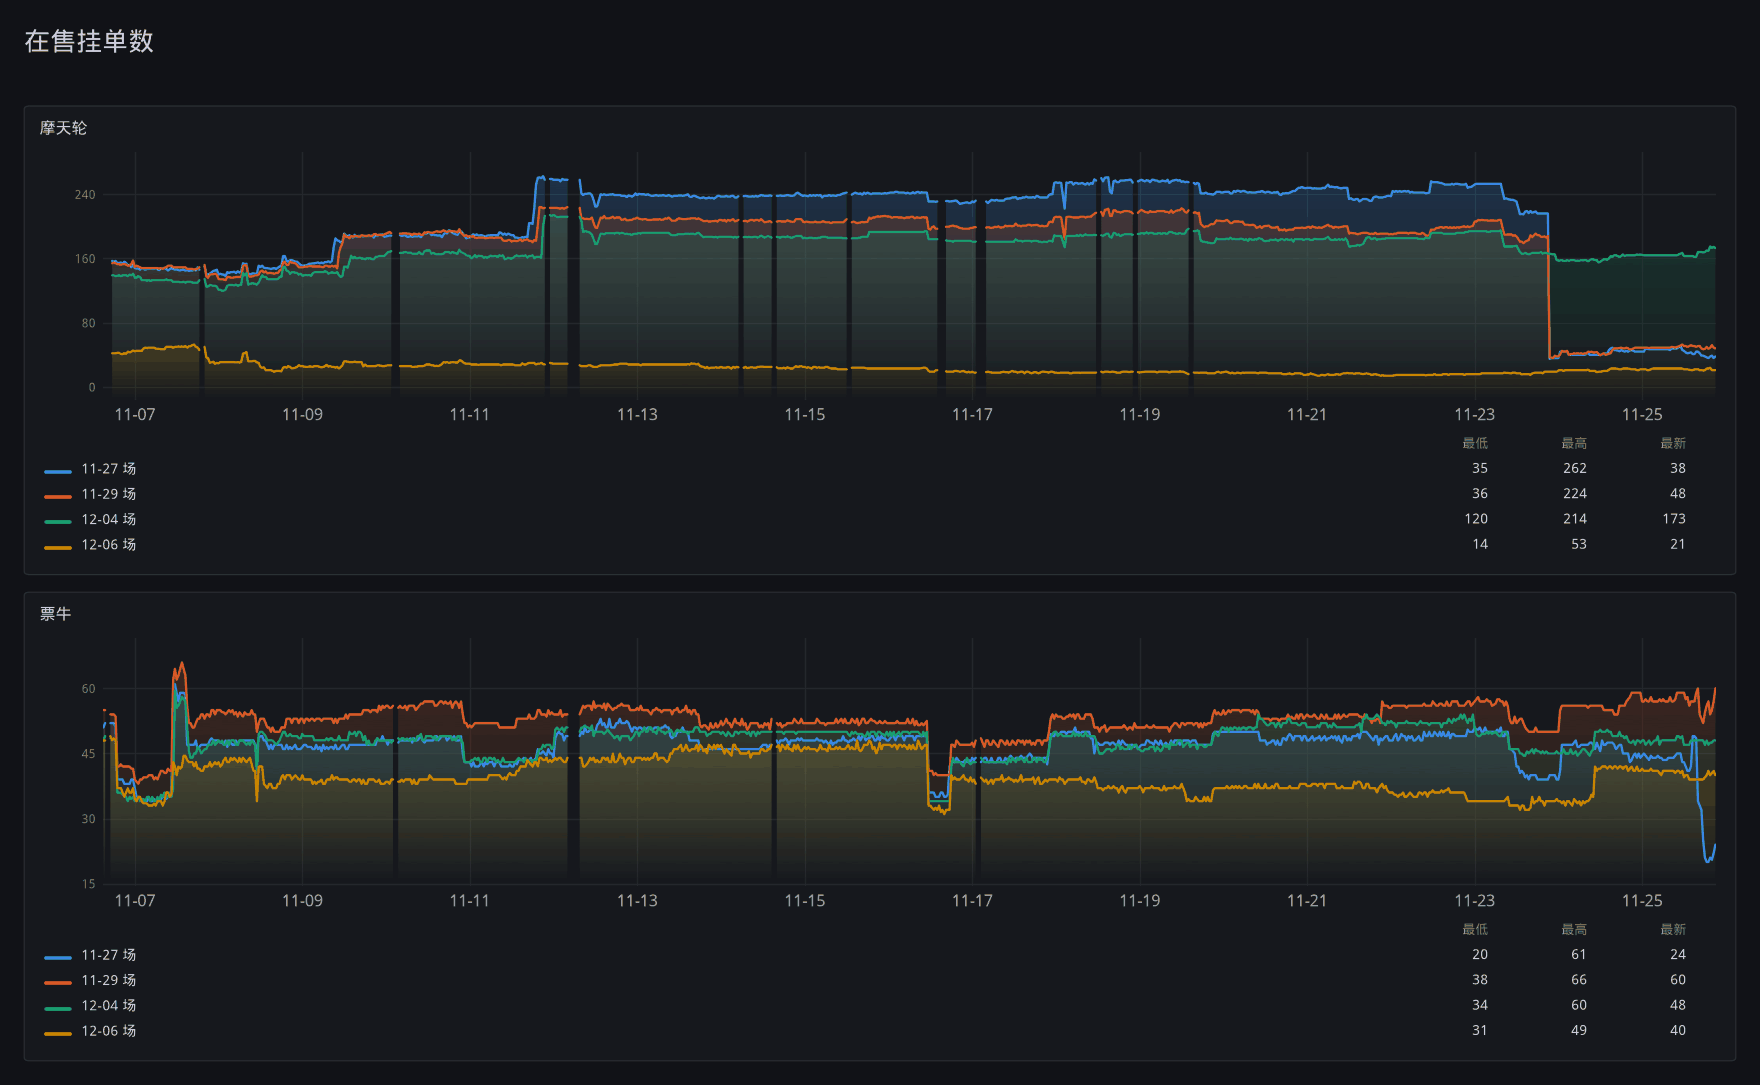 在售挂单数
摩天轮
240
160
80
0
11-07 11-09 11-11 11-13 11-15 11-17 11-19 11-21 11-23 11-25
最低 最高 最新
11-27 场 35 262 38
11-29 场 36 224 48
12-04 场 120 214 173
12-06 场 14 53 21
票牛
60
45
30
15
11-07 11-09 11-11 11-13 11-15 11-17 11-19 11-21 11-23 11-25
最低 最高 最新
11-27 场 20 61 24
11-29 场 38 66 60
12-04 场 34 60 48
12-06 场 31 49 40